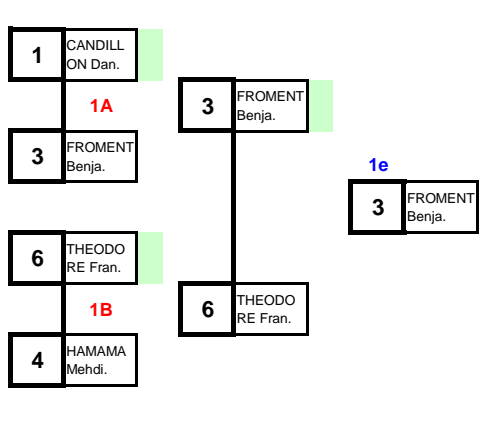 1
CANDILL
ON Dan.
1A
3
FROMENT
Benja.
3
FROMENT
Benja.
1e
3
FROMENT
Benja.
6
THEODO
RE Fran.
1B
4
HAMAMA
Mehdi.
6
THEODO
RE Fran.